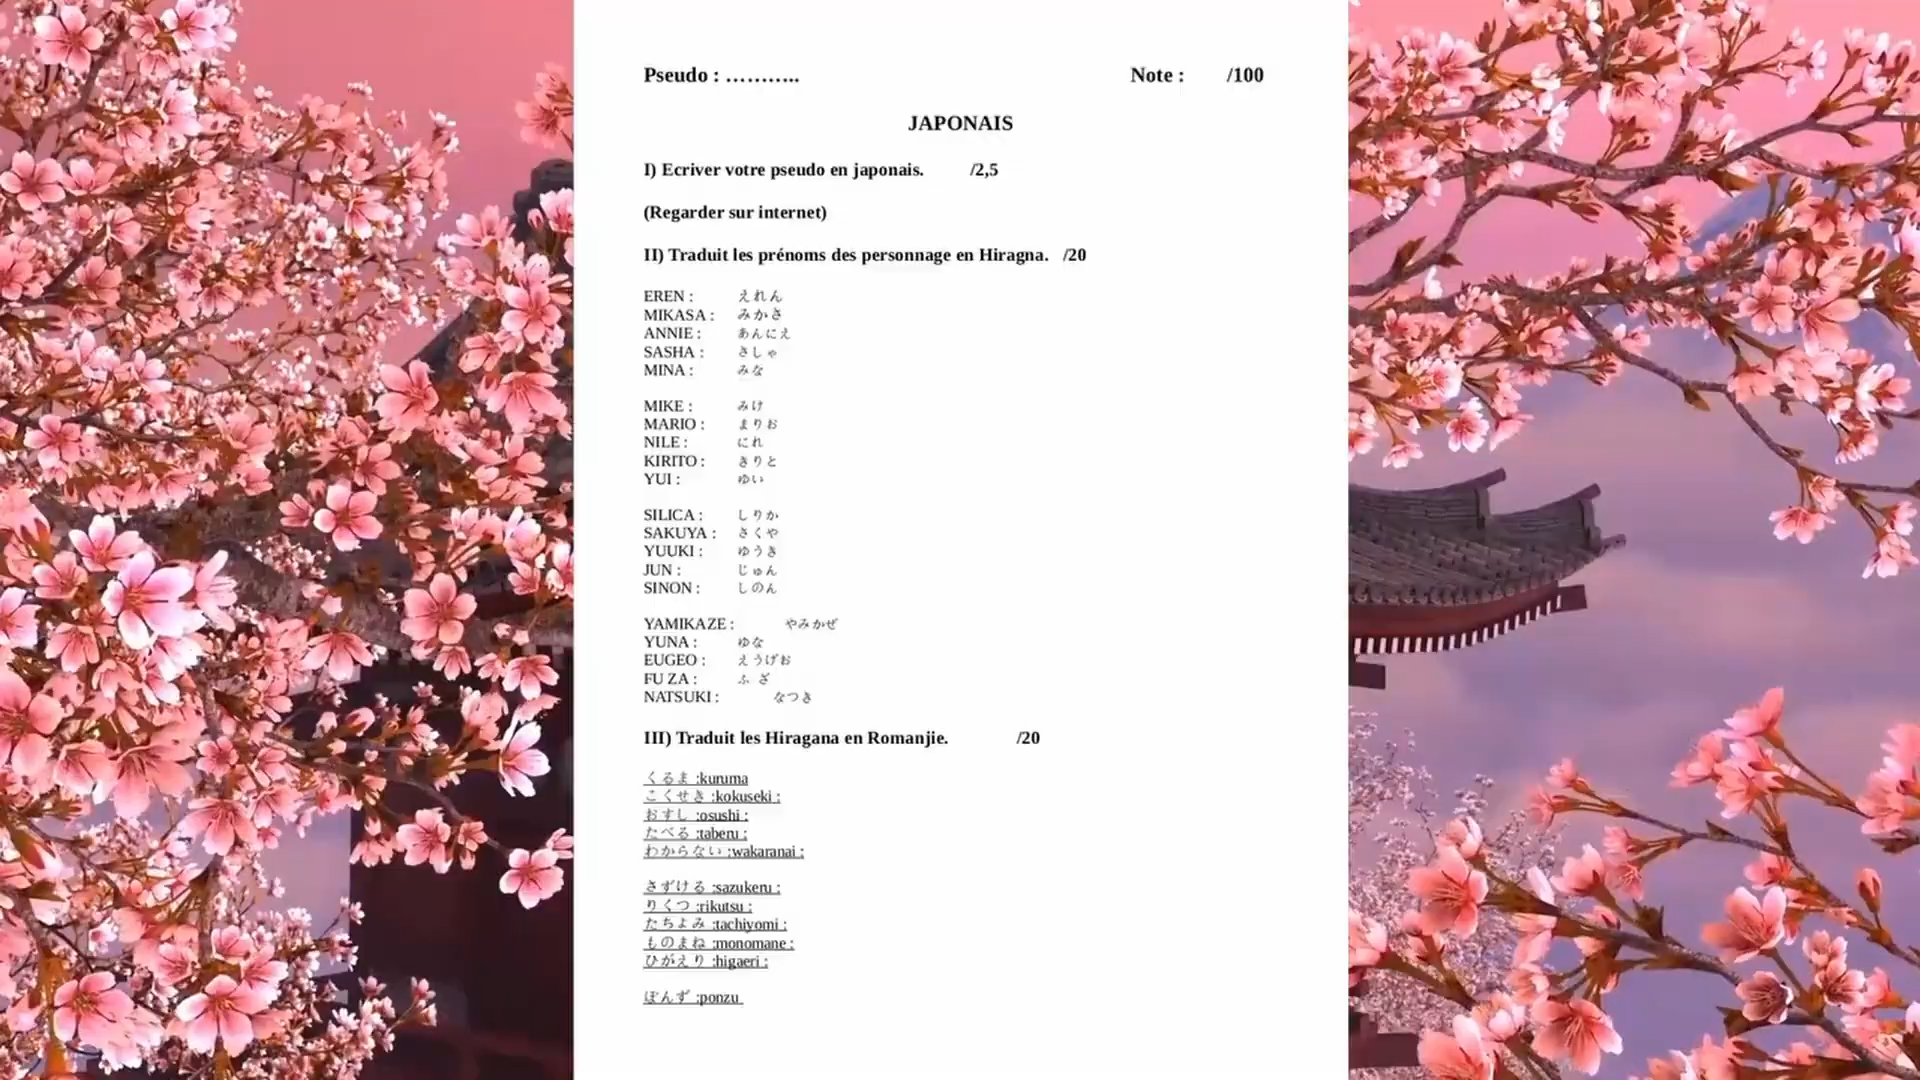 Pseudo : ……….. Note : /100
JAPONAIS
I) Ecriver votre pseudo en japonais. /2,5
(Regarder sur internet)
II) Traduit les prénoms des personnage en Hiragna. /20
EREN : えれん
MIKASA : みかさ
ANNIE : あんにえ
SASHA : さしゃ
MINA : みな
MIKE : みけ
MARIO : まりお
NILE : にれ
KIRITO : きりと
YUI : ゆい
SILICA : しりか
SAKUYA : さくや
YUUKI : ゆうき
JUN : じゅん
SINON : しのん
YAMIKAZE : やみかぜ
YUNA : ゆな
EUGEO : えうげお
FU ZA : ふ ざ
NATSUKI : なつき
III) Traduit les Hiragana en Romanjie. /20
くるま :kuruma
こくせき :kokuseki :
おすし :osushi :
たべる :taberu :
わからない :wakaranai :
さずける :sazukeru :
りくつ :rikutsu :
たちよみ :tachiyomi :
ものまね :monomane :
ひがえり :higaeri :
ぽんず :ponzu